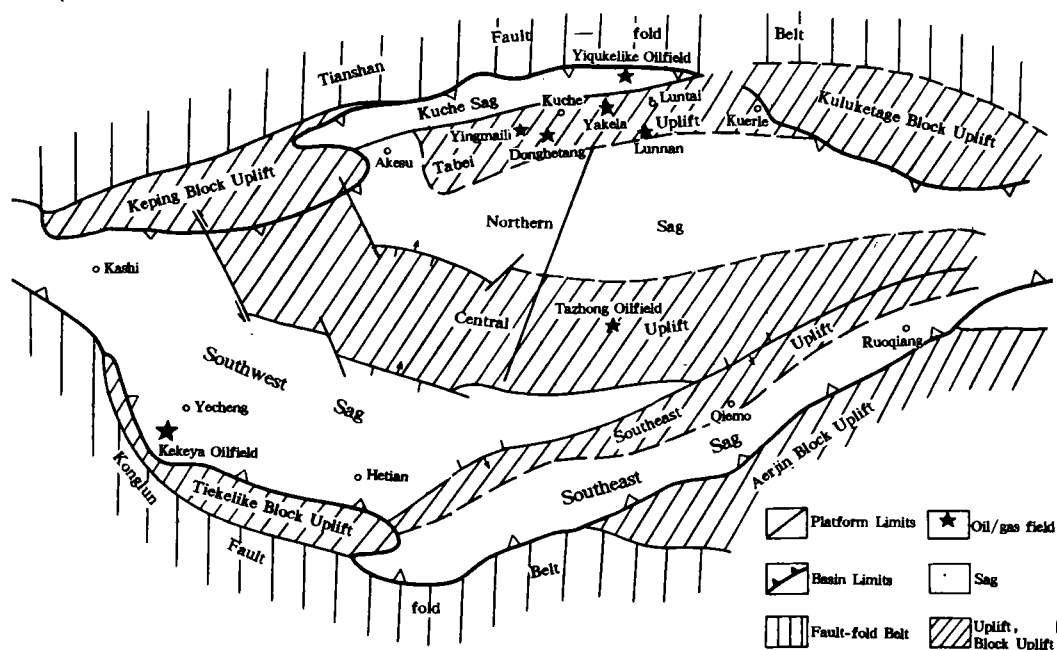 Fault — fold Belt
Tianshan
Yiqukelike Oilfield
Kuche Sag
Kuche
Luntai
Kuluketage Block Uplift
Yakela
Kuerle
Yingmaili
Uplift
Akesu
Tabei
Donghetang
Lunnan
Keping Block Uplift
Northern Sag
Kashi
Tazhong Oilfield
Central Uplift
Uplift
Ruoqiang
Southwest Sag
Yecheng
Qiemo
Southeast
Sag
Kekeya Oilfield
Hetian
Aerjin Block Uplift
Southeast
Tiekelike Block Uplift
Konglun
Fault
fold
Belt
Platform Limits
Oil/gas field
Basin Limits
Sag
Fault-fold Belt
Uplift,
Block Uplift